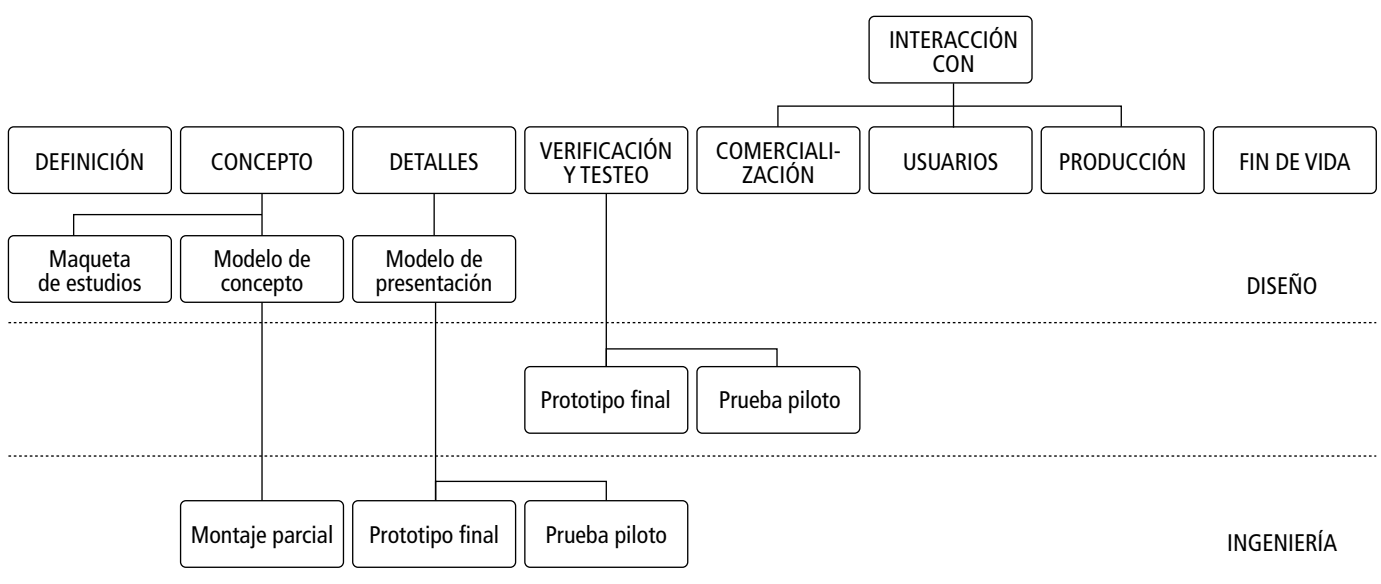 INTERACCIÓN
CON
DEFINICIÓN
CONCEPTO
DETALLES
VERIFICACIÓN
Y TESTEO
COMERCIALI-
ZACIÓN
USUARIOS
PRODUCCIÓN
FIN DE VIDA
Maqueta
de estudios
Modelo de
concepto
Modelo de
presentación
DISEÑO
Prototipo final
Prueba piloto
Montaje parcial
Prototipo final
Prueba piloto
INGENIERÍA